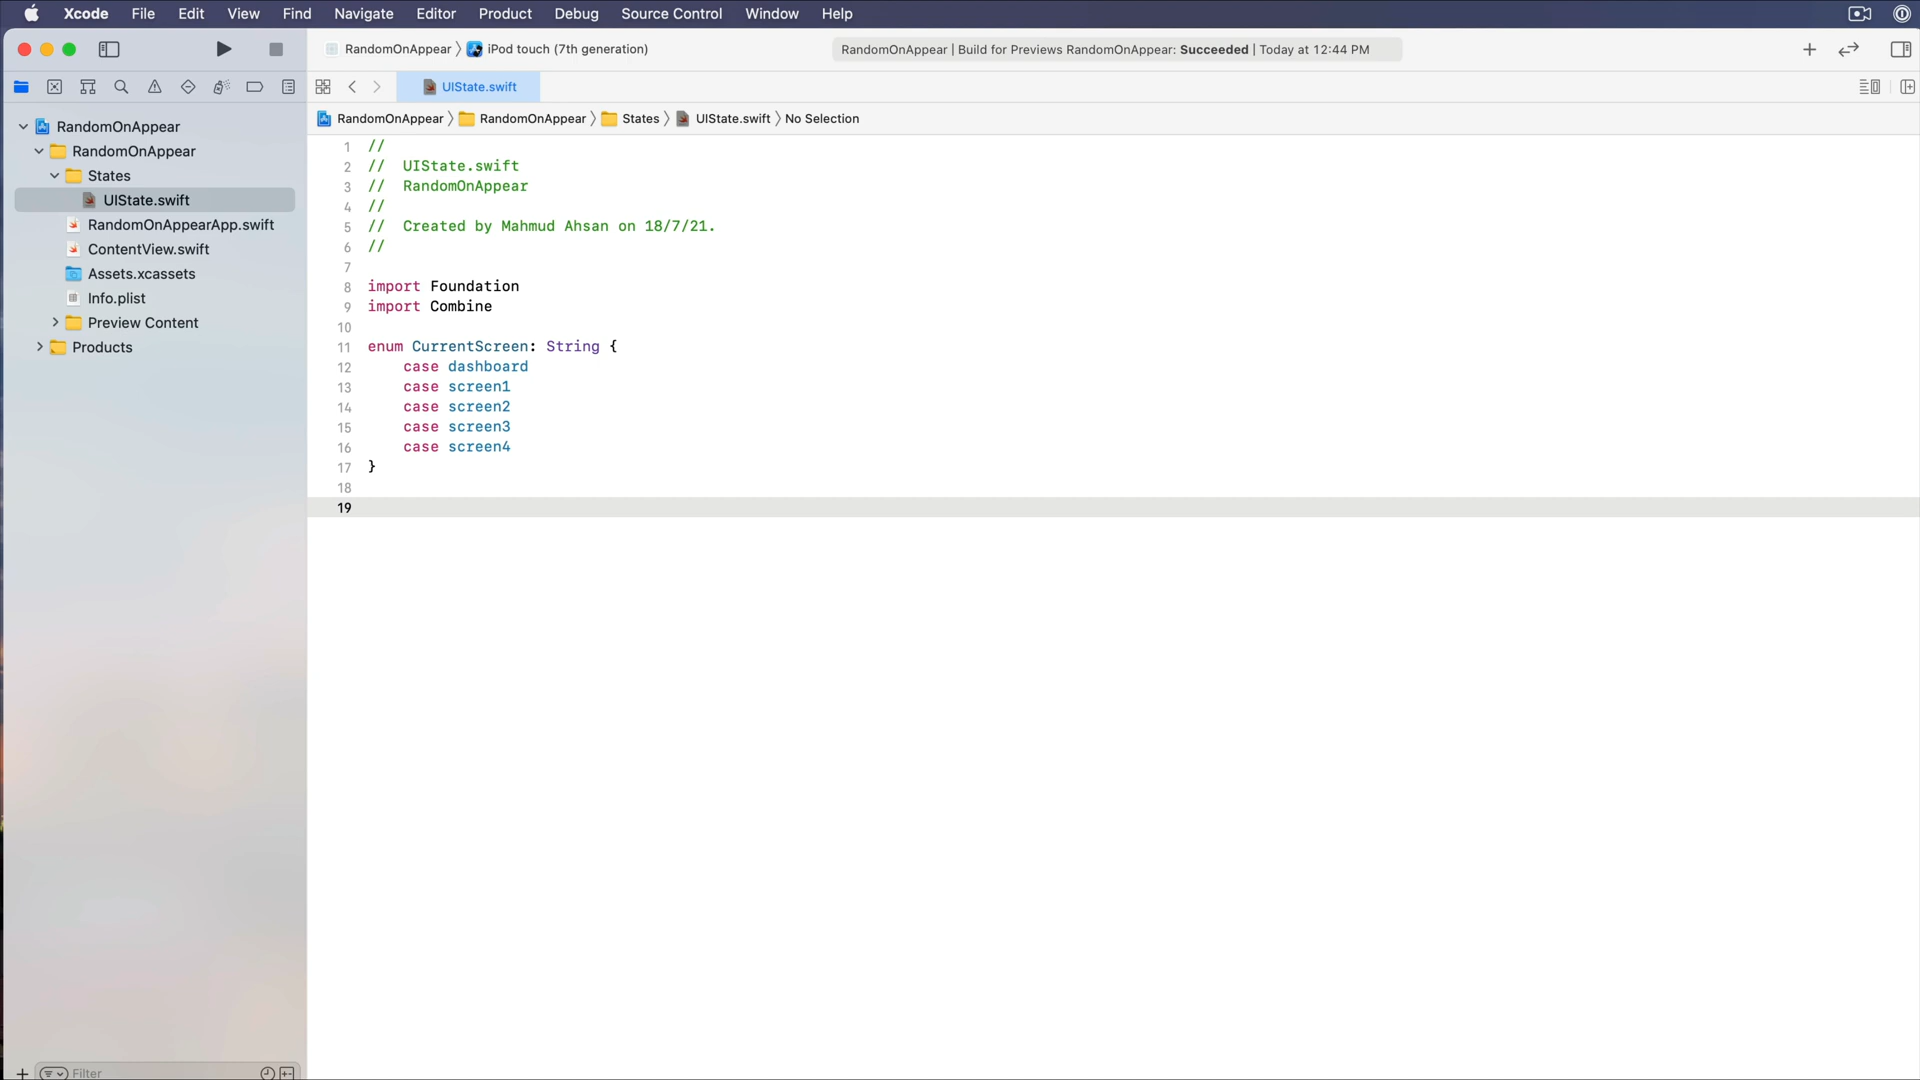 Xcode File Edit View Find Navigate Editor Product Debug Source Control Window Help
RandomOnAppear iPod touch (7th generation)
RandomOnAppear | Build for Previews RandomOnAppear: Succeeded | Today at 12:44 PM
UIState.swift
RandomOnAppear RandomOnAppear States UIState.swift No Selection
RandomOnAppear
RandomOnAppear
States
UIState.swift
RandomOnAppearApp.swift
ContentView.swift
Assets.xcassets
Info.plist
Preview Content
Products
Filter
1 //
2 // UIState.swift
3 // RandomOnAppear
4 //
5 // Created by Mahmud Ahsan on 18/7/21.
6 //
7
8 import Foundation
9 import Combine
10
11 enum CurrentScreen: String {
12 case dashboard
13 case screen1
14 case screen2
15 case screen3
16 case screen4
17 }
18
19